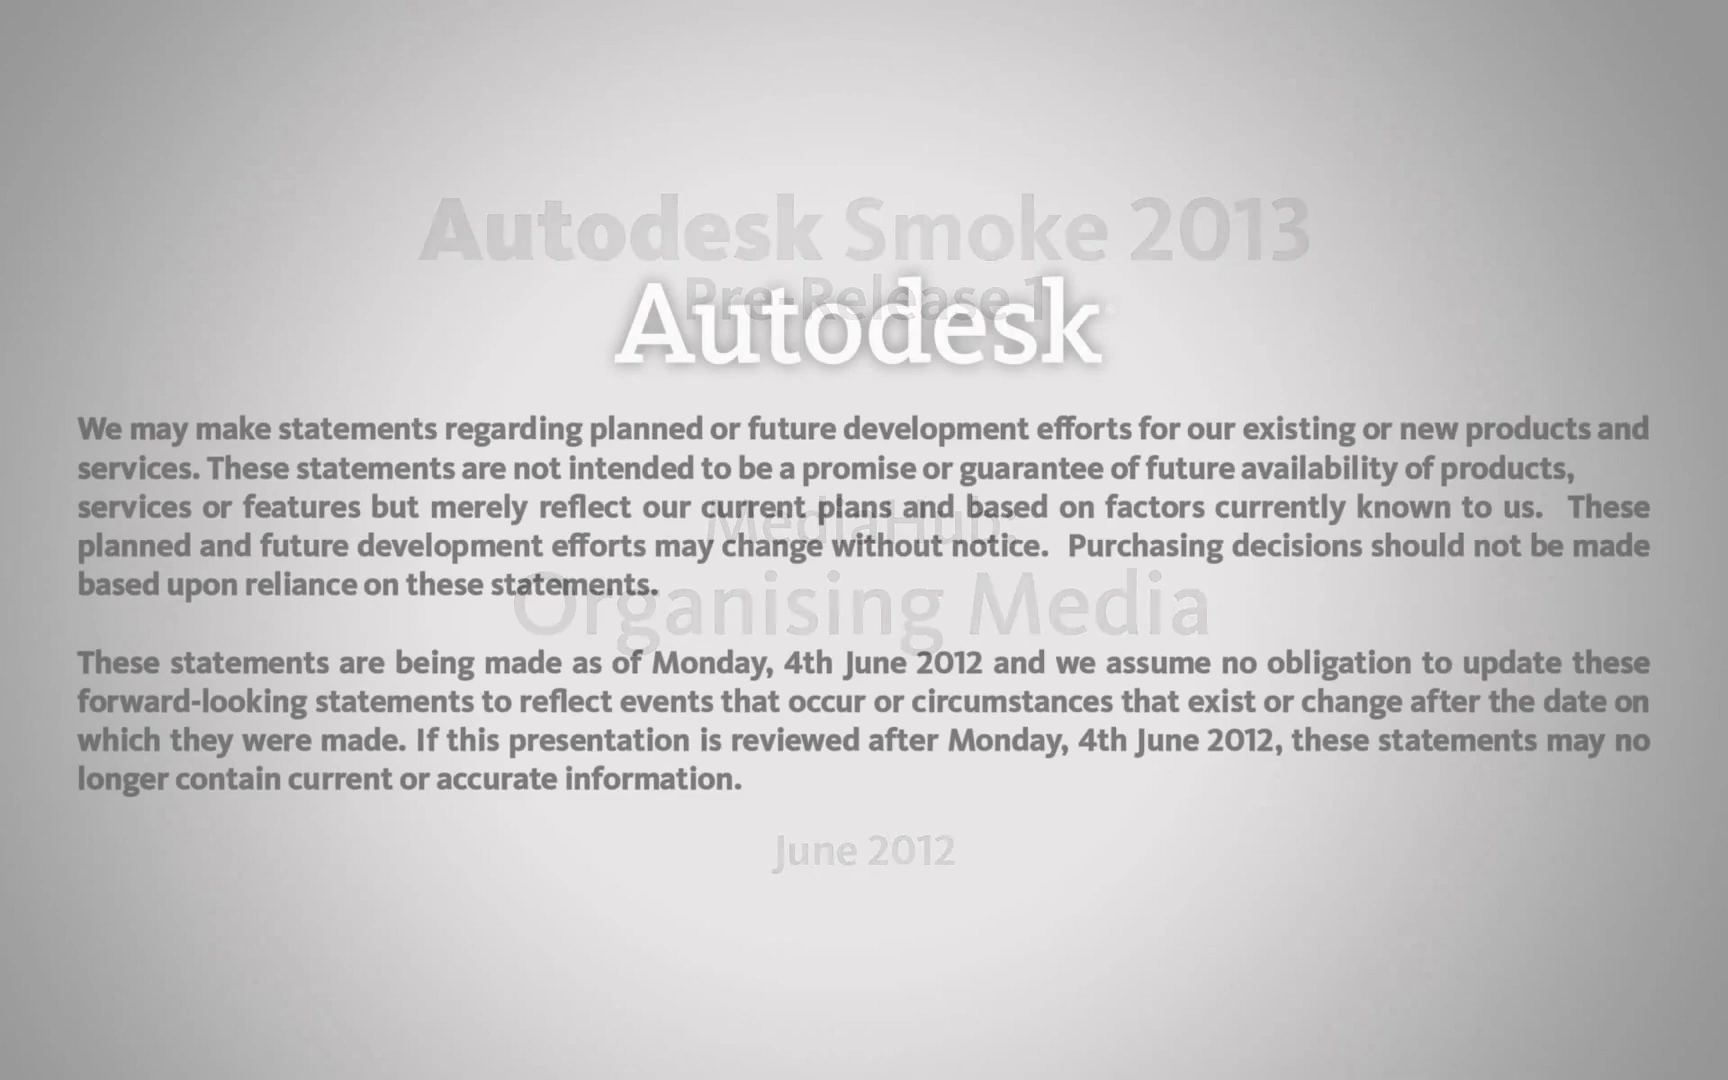 Autodesk Smoke 2013
Pre-Release 1
Autodesk
We may make statements regarding planned or future development efforts for our existing or new products and
services. These statements are not intended to be a promise or guarantee of future availability of products,
services or features but merely reflect our current plans and based on factors currently known to us. These
MediaHub:
planned and future development efforts may change without notice. Purchasing decisions should not be made
based upon reliance on these statements.
Organising Media
These statements are being made as of Monday, 4th June 2012 and we assume no obligation to update these
forward-looking statements to reflect events that occur or circumstances that exist or change after the date on
which they were made. If this presentation is reviewed after Monday, 4th June 2012, these statements may no
longer contain current or accurate information.
June 2012